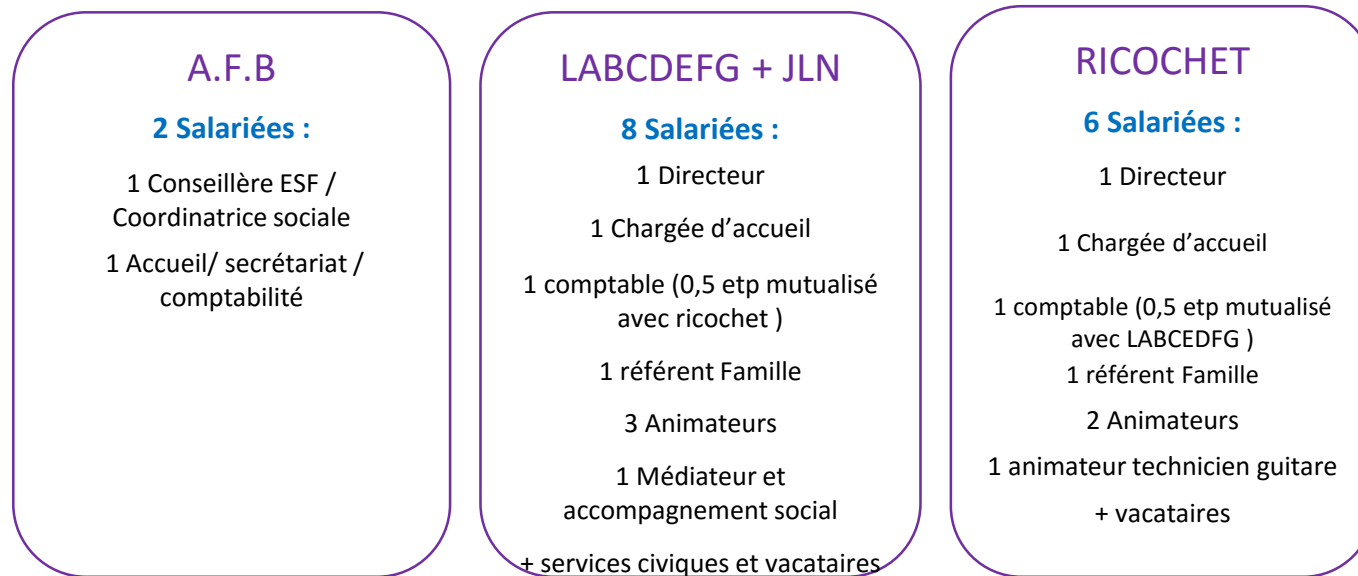 A.F.B
2 Salariées :
1 Conseillère ESF /
Coordinatrice sociale
1 Accueil/ secrétariat /
comptabilité
LABCDEFG + JLN
8 Salariées :
1 Directeur
1 Chargée d’accueil
1 comptable (0,5 etp mutualisé
avec ricochet )
1 référent Famille
3 Animateurs
1 Médiateur et
accompagnement social
+ services civiques et vacataires
RICOCHET
6 Salariées :
1 Directeur
1 Chargée d’accueil
1 comptable (0,5 etp mutualisé
avec LABCEDFG )
1 référent Famille
2 Animateurs
1 animateur technicien guitare
+ vacataires